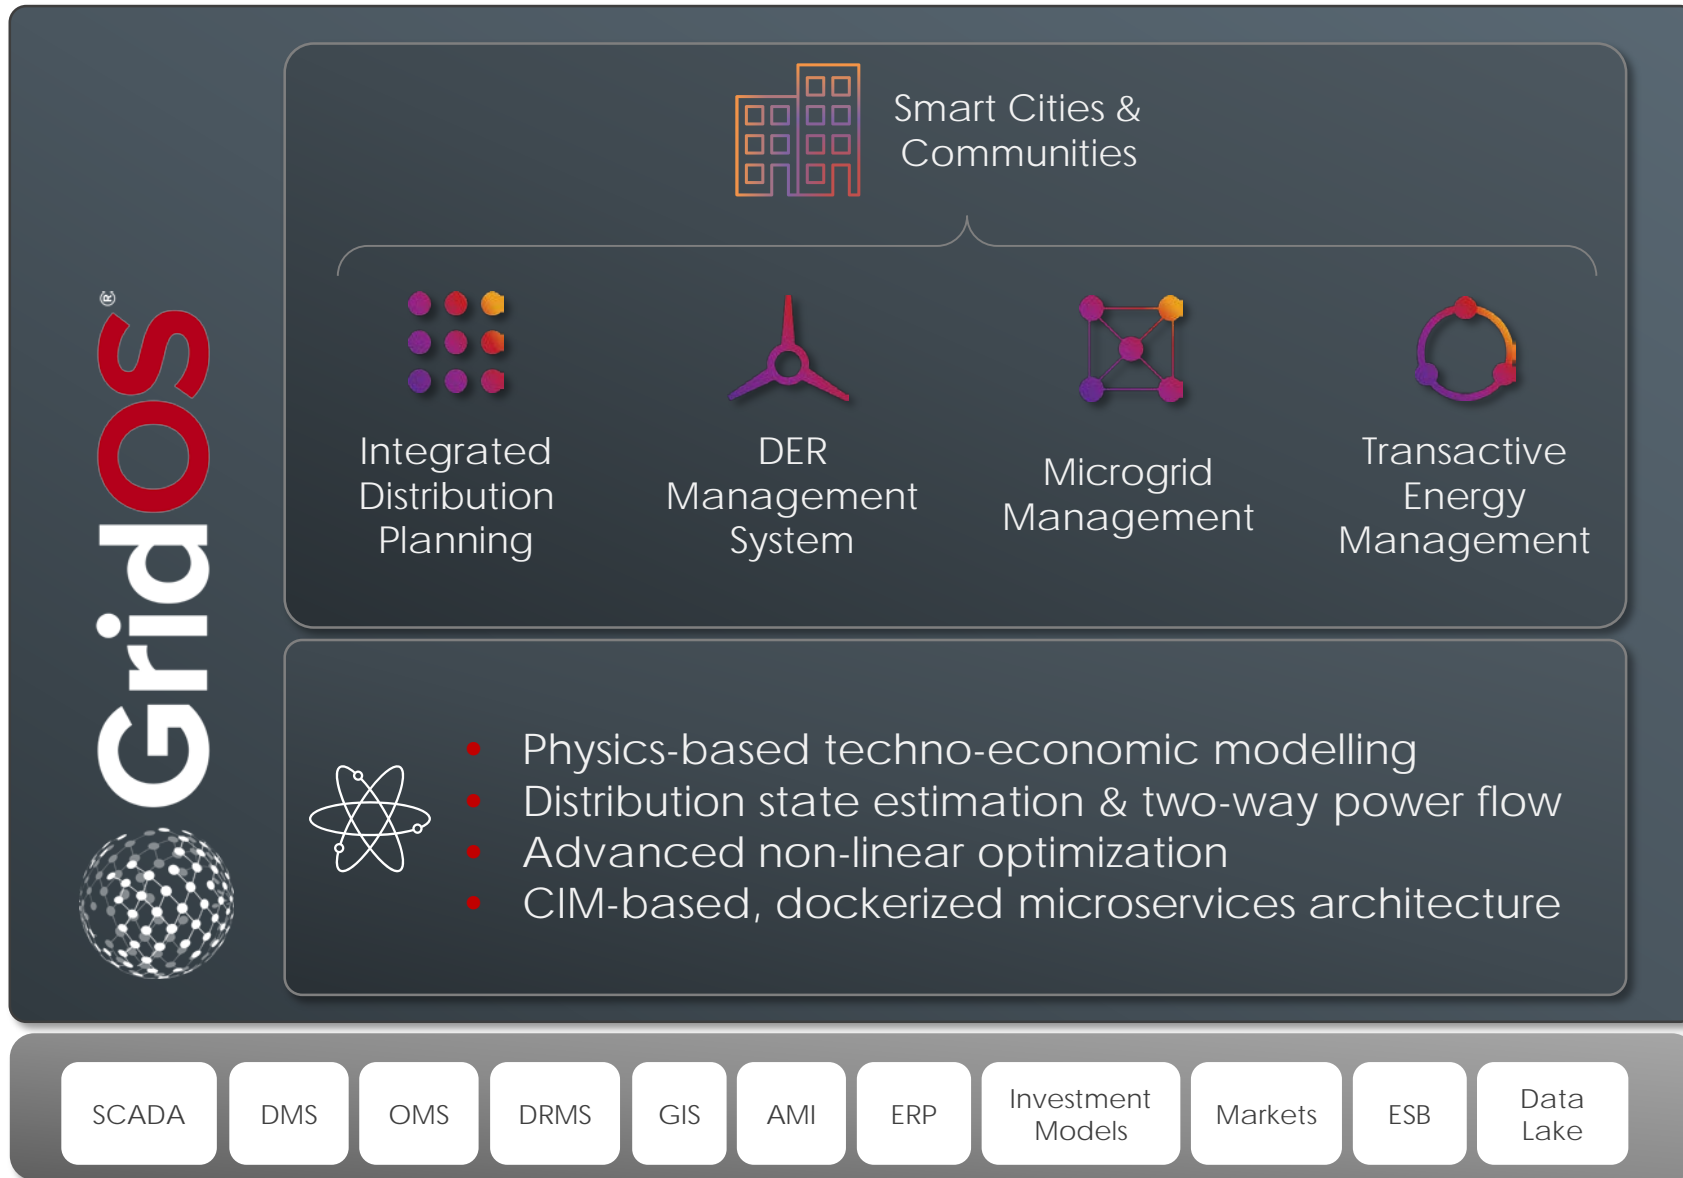 GridOS®
Smart Cities &
Communities
Integrated
Distribution
Planning
DER
Management
System
Microgrid
Management
Transactive
Energy
Management
• Physics-based techno-economic modelling
• Distribution state estimation & two-way power flow
• Advanced non-linear optimization
• CIM-based, dockerized microservices architecture
SCADA
DMS
OMS
DRMS
GIS
AMI
ERP
Investment
Models
Markets
ESB
Data
Lake